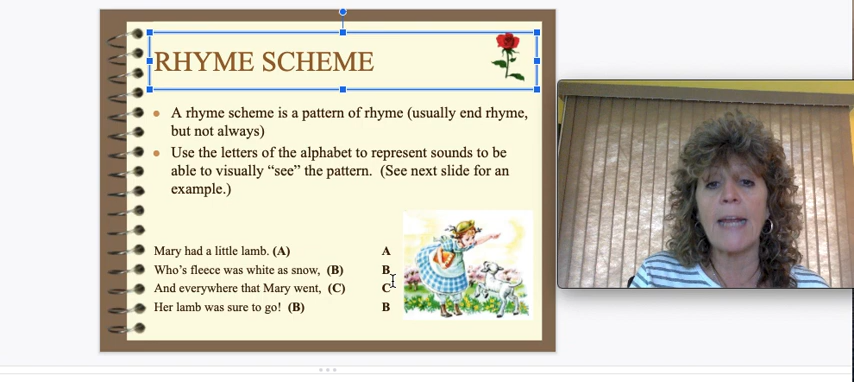 RHYME SCHEME
A rhyme scheme is a pattern of rhyme (usually end rhyme,
but not always)
Use the letters of the alphabet to represent sounds to be
able to visually “see” the pattern. (See next slide for an
example.)
Mary had a little lamb. (A) A
Who’s fleece was white as snow, (B) B
And everywhere that Mary went, (C) C
Her lamb was sure to go! (B) B